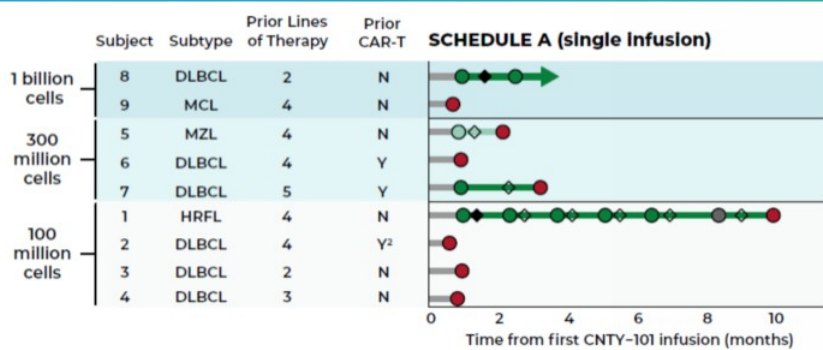 Subject Subtype Prior Lines of Therapy Prior CAR-T SCHEDULE A (single infusion)
1 billion cells
8 DLBCL 2 N
9 MCL 4 N
300 million cells
5 MZL 4 N
6 DLBCL 4 Y
7 DLBCL 5 Y
100 million cells
1 HRFL 4 N
2 DLBCL 4 Y²
3 DLBCL 2 N
4 DLBCL 3 N
0 2 4 6 8 10
Time from first CNTY-101 infusion (months)